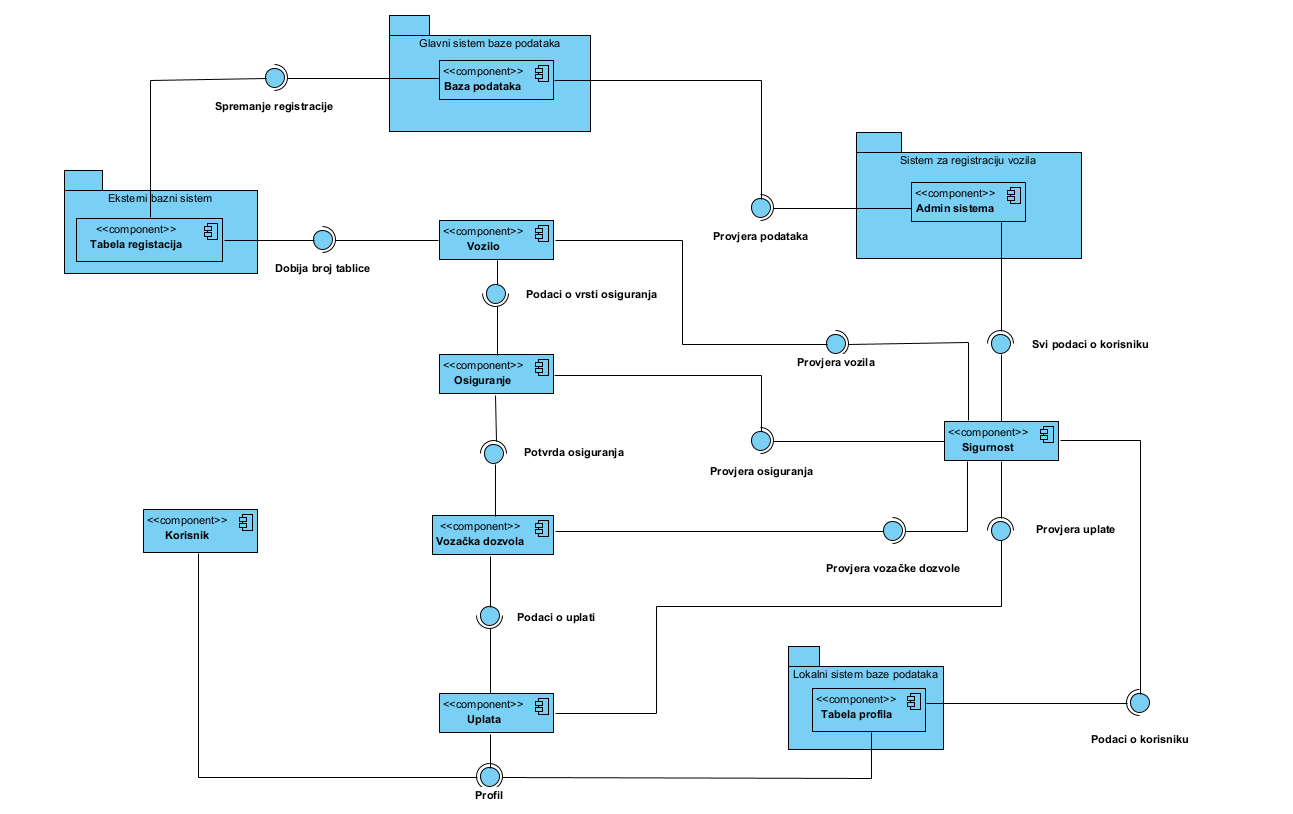 Glavni sistem baze podataka
<<component>>
Baza podataka
Spremanje registracije
Sistem za registraciju vozila
<<component>>
Admin sistema
Eksterni bazni sistem
<<component>>
Tabela registacija
Provjera podataka
<<component>>
Vozilo
Dobija broj tablice
Podaci o vrsti osiguranja
Svi podaci o korisniku
Provjera vozila
<<component>>
Osiguranje
<<component>>
Sigurnost
Potvrda osiguranja
Provjera osiguranja
<<component>>
Korisnik
<<component>>
Vozačka dozvola
Provjera uplate
Provjera vozačke dozvole
Podaci o uplati
Lokalni sistem baze podataka
<<component>>
Tabela profila
<<component>>
Uplata
Podaci o korisniku
Profil